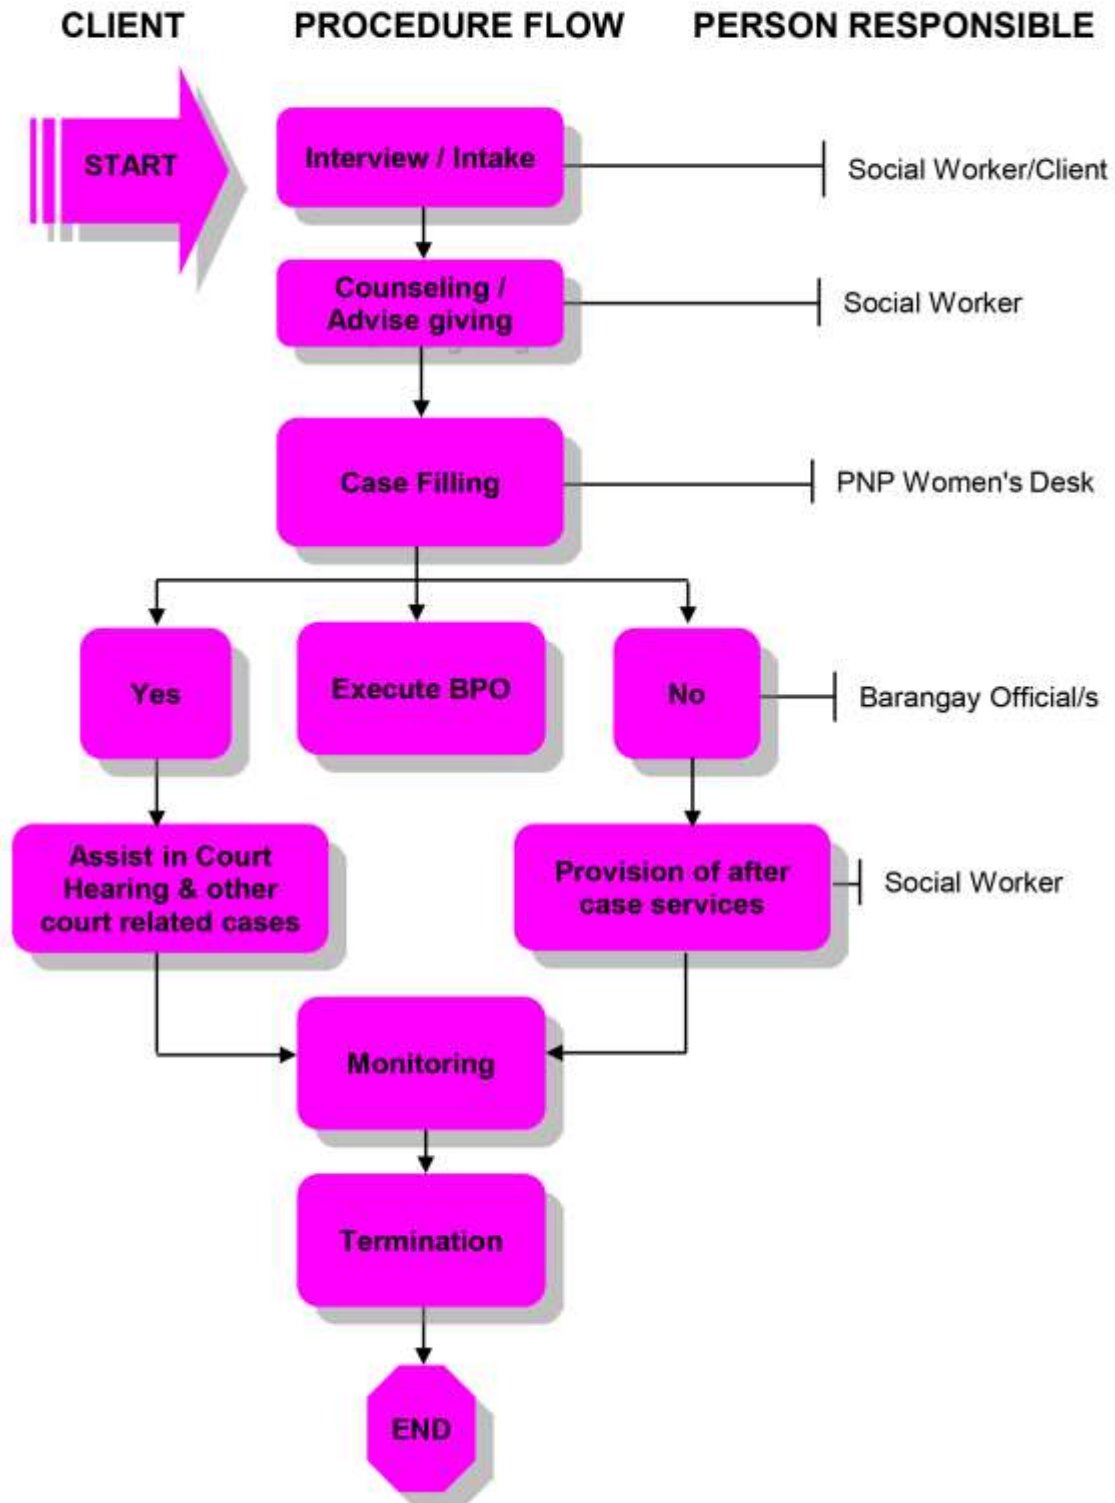 CLIENT
PROCEDURE FLOW
PERSON RESPONSIBLE
START
Interview / Intake
Social Worker/Client
Counseling /
Advise giving
Social Worker
Case Filling
PNP Women's Desk
Yes
Execute BPO
No
Barangay Official/s
Assist in Court
Hearing & other
court related cases
Provision of after
case services
Social Worker
Monitoring
Termination
END